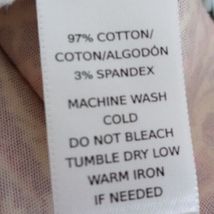 97% COTTON/
COTON/ALGODÓN
3% SPANDEX
MACHINE WASH
COLD
DO NOT BLEACH
TUMBLE DRY LOW
WARM IRON
IF NEEDED